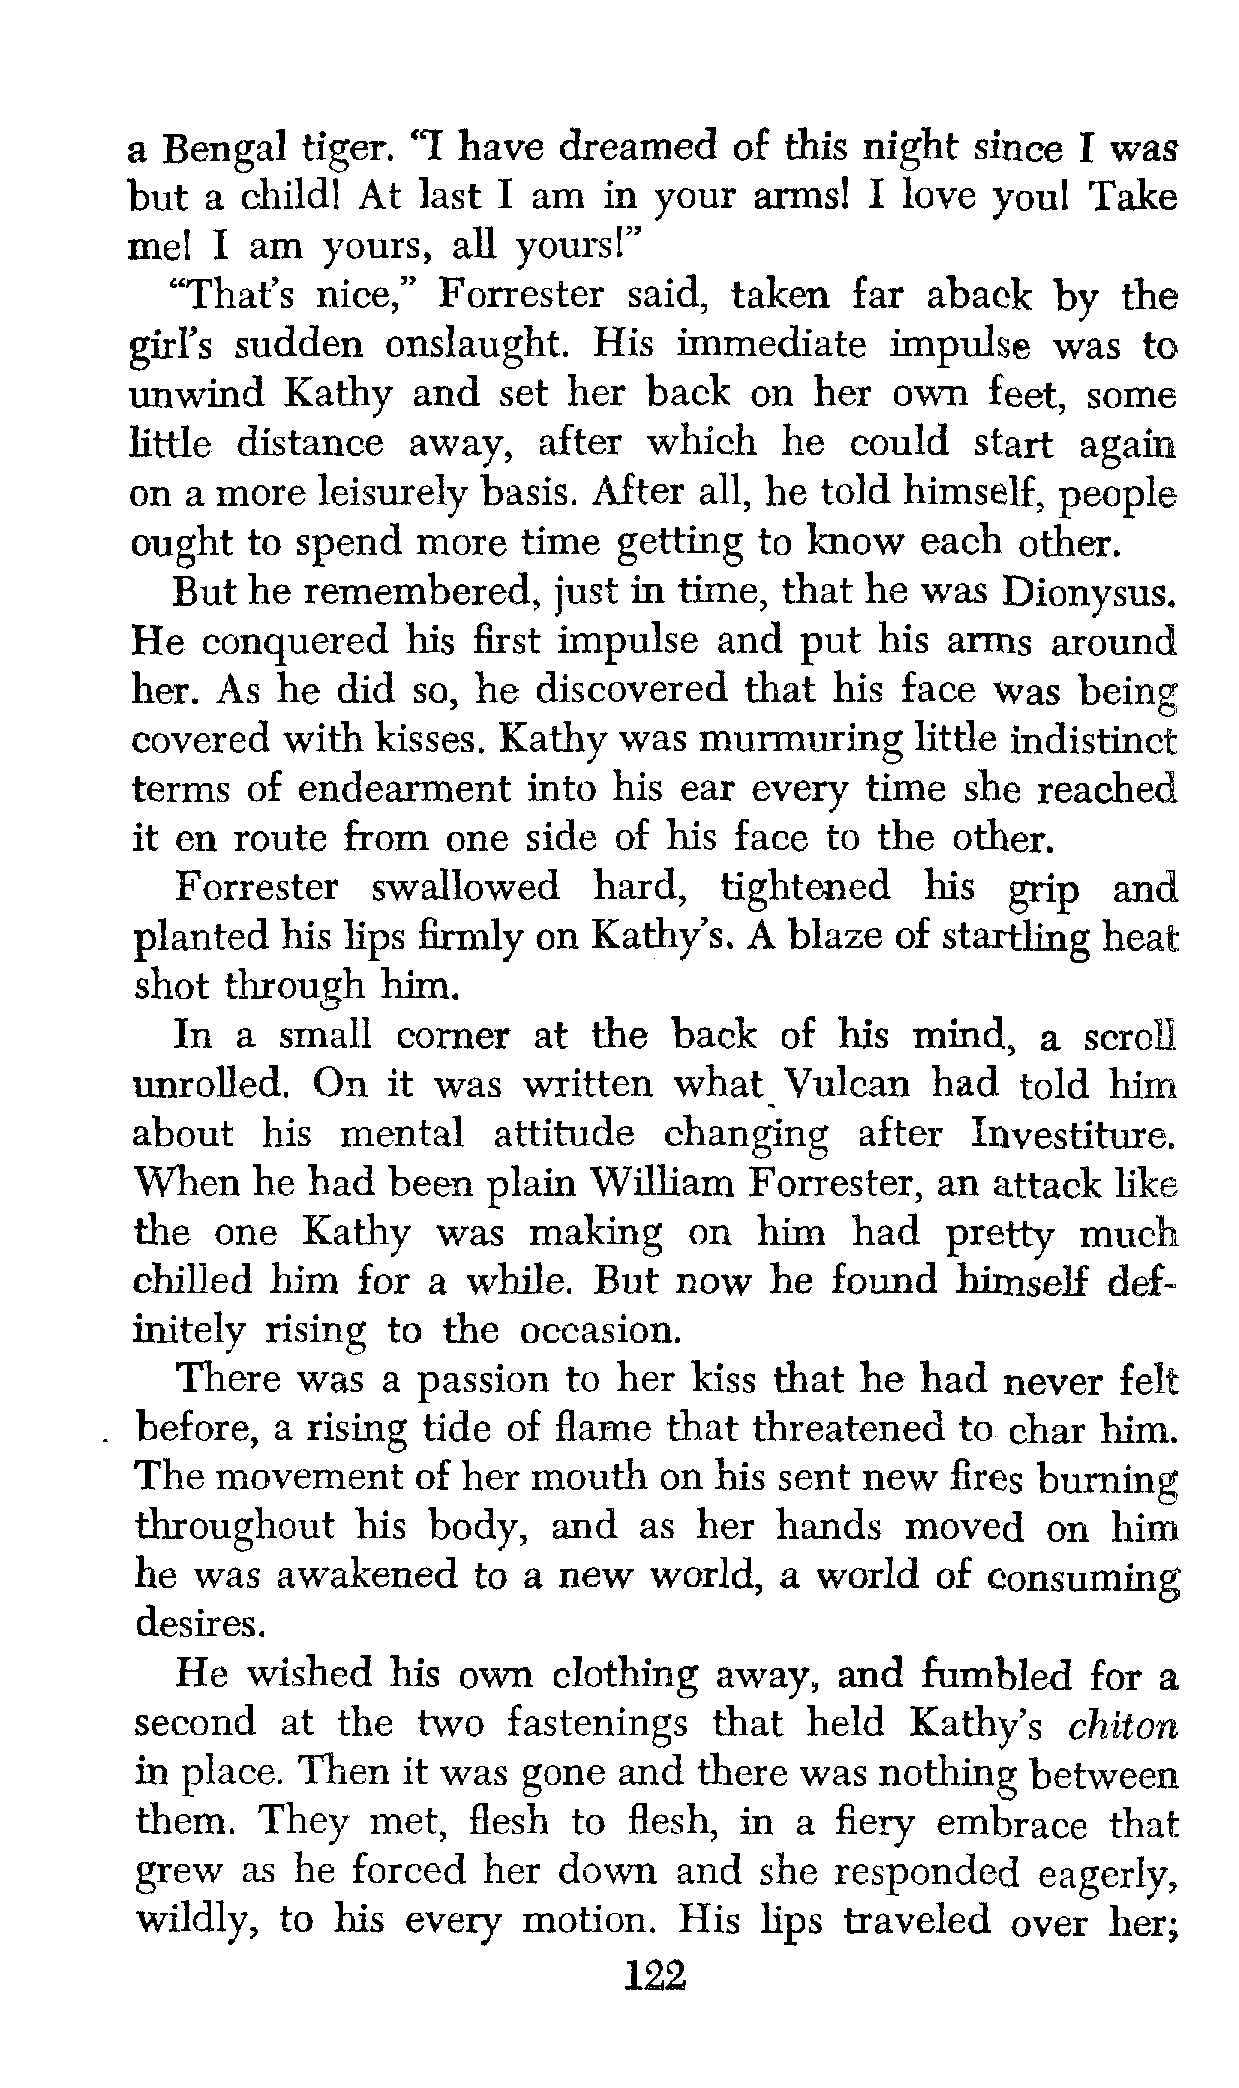 a Bengal tiger. "I have dreamed of this night since I was
but a child! At last I am in your arms! I love you! Take
me! I am yours, all yours!"
"That's nice," Forrester said, taken far aback by the
girl's sudden onslaught. His immediate impulse was to
unwind Kathy and set her back on her own feet, some
little distance away, after which he could start again
on a more leisurely basis. After all, he told himself, people
ought to spend more time getting to know each other.
But he remembered, just in time, that he was Dionysus.
He conquered his first impulse and put his arms around
her. As he did so, he discovered that his face was being
covered with kisses. Kathy was murmuring little indistinct
terms of endearment into his ear every time she reached
it en route from one side of his face to the other.
Forrester swallowed hard, tightened his grip and
planted his lips firmly on Kathy's. A blaze of startling heat
shot through him.
In a small corner at the back of his mind, a scroll
unrolled. On it was written what Vulcan had told him
about his mental attitude changing after Investiture.
When he had been plain William Forrester, an attack like
the one Kathy was making on him had pretty much
chilled him for a while. But now he found himself def-
initely rising to the occasion.
There was a passion to her kiss that he had never felt
before, a rising tide of flame that threatened to char him.
The movement of her mouth on his sent new fires burning
throughout his body, and as her hands moved on him
he was awakened to a new world, a world of consuming
desires.
He wished his own clothing away, and fumbled for a
second at the two fastenings that held Kathy's chiton
in place. Then it was gone and there was nothing between
them. They met, flesh to flesh, in a fiery embrace that
grew as he forced her down and she responded eagerly,
wildly, to his every motion. His lips traveled over her;
122